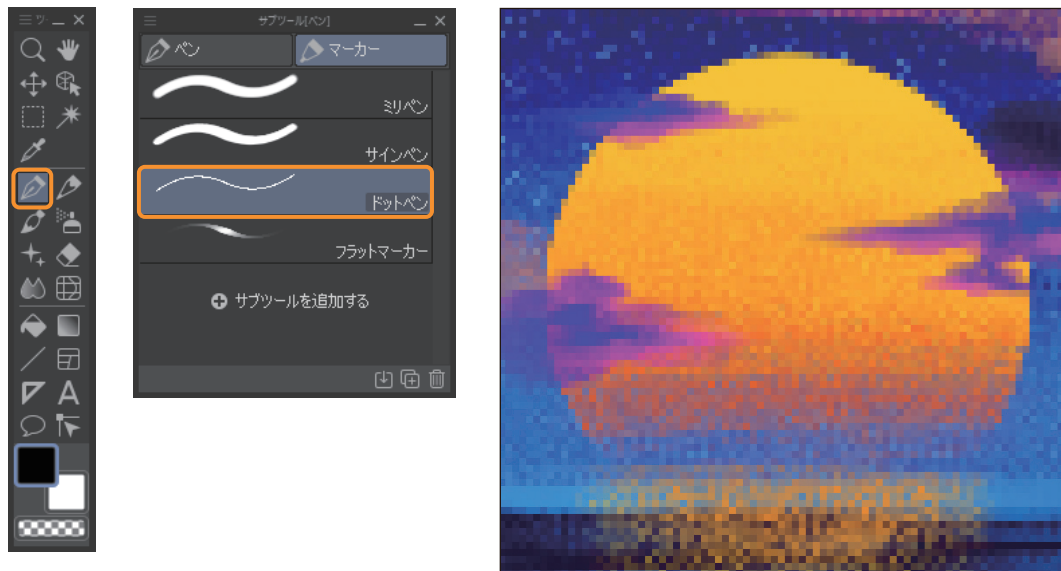 ツ
サブツール[ペン]
ペン
マーカー
ミリペン
サインペン
ドットペン
フラットマーカー
サブツールを追加する
A